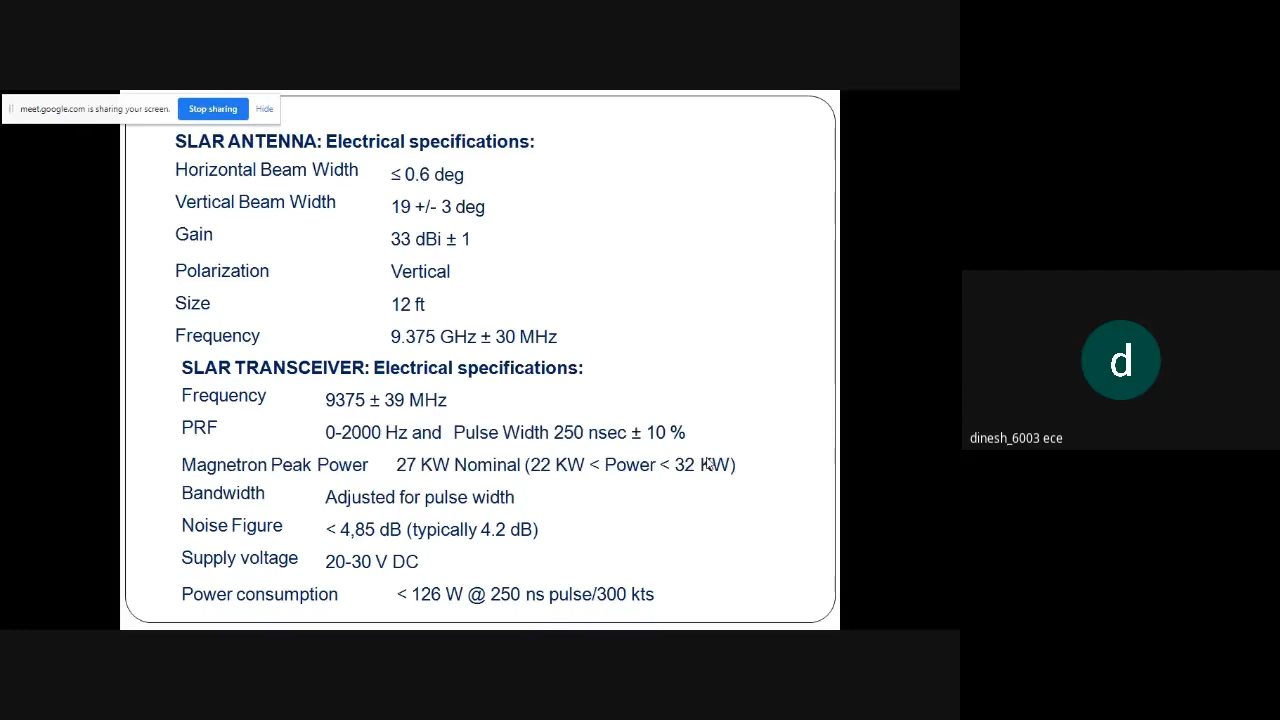 meet.google.com is sharing your screen.
Stop sharing
Hide
SLAR ANTENNA: Electrical specifications:
Horizontal Beam Width ≤ 0.6 deg
Vertical Beam Width 19 +/- 3 deg
Gain 33 dBi ± 1
Polarization Vertical
Size 12 ft
Frequency 9.375 GHz ± 30 MHz
SLAR TRANSCEIVER: Electrical specifications:
Frequency 9375 ± 39 MHz
PRF 0-2000 Hz and Pulse Width 250 nsec ± 10 %
Magnetron Peak Power 27 KW Nominal (22 KW < Power < 32 KW)
Bandwidth Adjusted for pulse width
Noise Figure < 4,85 dB (typically 4.2 dB)
Supply voltage 20-30 V DC
Power consumption < 126 W @ 250 ns pulse/300 kts
d
dinesh_6003 ece